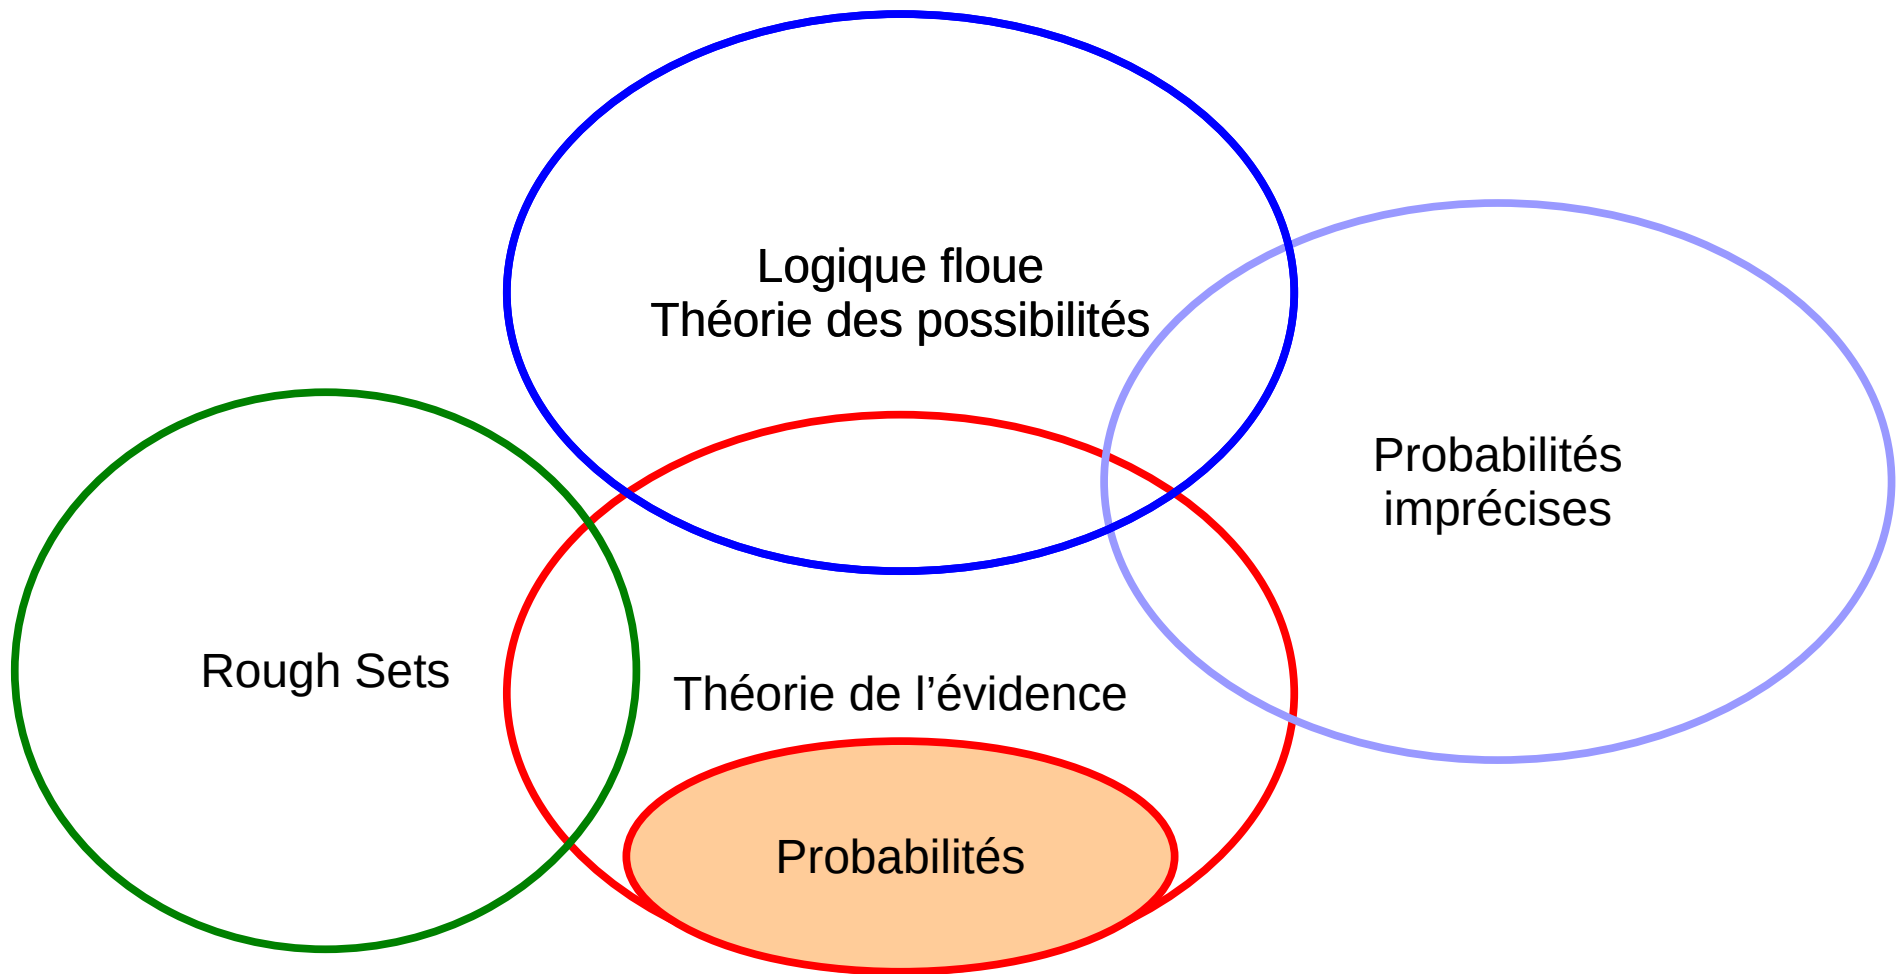 Logique floue
Théorie des possibilités
Probabilités
imprécises
Rough Sets
Théorie de l’évidence
Probabilités